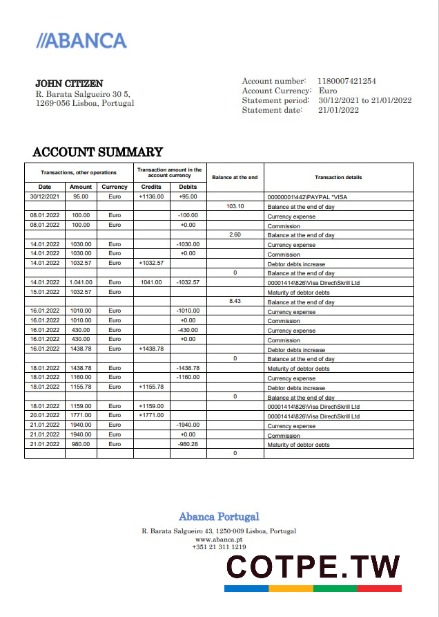 //ABANCA
JOHN CITIZEN
R. Barata Salgueiro 30 5,
1269-056 Lisboa, Portugal
Account number: 1180007421254
Account Currency: Euro
Statement period: 30/12/2021 to 21/01/2022
Statement date: 21/01/2022
ACCOUNT SUMMARY
Transactions, other operations Transaction amount in the account currency Balance at the end Transaction details
Date Amount Currency Credits Debits
30/12/2021 95.00 Euro +1136.00 +95.00 00000001\442\PAYPAL *VISA
103.10 Balance at the end of day
08.01.2022 100.00 Euro -100.00 Currency expense
08.01.2022 100.00 Euro +0.00 Commission
2.60 Balance at the end of day
14.01.2022 1030.00 Euro -1030.00 Currency expense
14.01.2022 1030.00 Euro +0.00 Commission
14.01.2022 1032.57 Euro +1032.57 Debtor debts increase
0 Balance at the end of day
14.01.2022 1.041.00 Euro 1041.00 -1032.57 00001414\826\Visa Direct\Skrill Ltd
15.01.2022 1032.57 Euro Maturity of debtor debts
8.43 Balance at the end of day
16.01.2022 1010.00 Euro -1010.00 Currency expense
16.01.2022 1010.00 Euro +0.00 Commission
16.01.2022 430.00 Euro -430.00 Currency expense
16.01.2022 430.00 Euro +0.00 Commission
16.01.2022 1438.78 Euro +1438.78 Debtor debts increase
0 Balance at the end of day
18.01.2022 1438.78 Euro -1438.78 Maturity of debtor debts
18.01.2022 1160.00 Euro -1160.00 Currency expense
18.01.2022 1155.78 Euro +1155.78 Debtor debts increase
0 Balance at the end of day
18.01.2022 1159.00 Euro +1159.00 00001414\826\Visa Direct\Skrill Ltd
20.01.2022 1771.00 Euro +1771.00 00001414\826\Visa Direct\Skrill Ltd
21.01.2022 1940.00 Euro -1940.00 Currency expense
21.01.2022 1940.00 Euro +0.00 Commission
21.01.2022 980.00 Euro -980.28 Maturity of debtor debts
0
Abanca Portugal
R. Barata Salgueiro 43, 1250-009 Lisboa, Portugal
www.abanca.pt
+351 21 311 1219
COTPE.TW